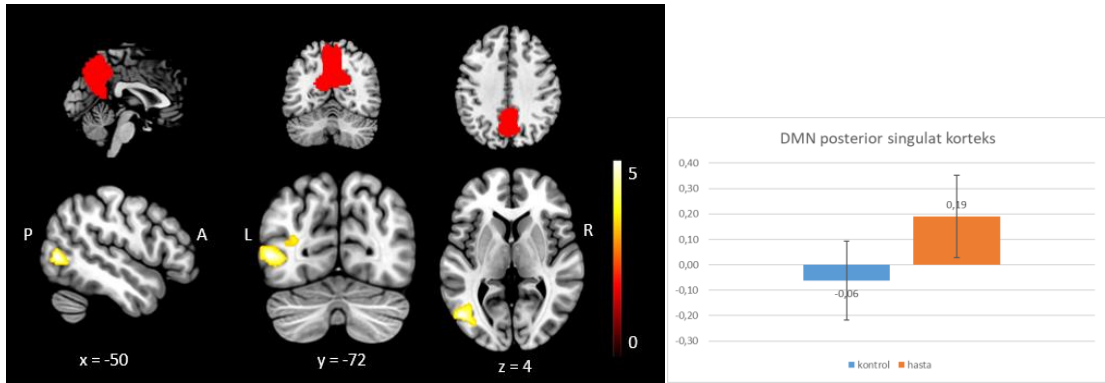 5
P
A
L
R
0
x = -50
y = -72
z = 4
DMN posterior singulat korteks
0,40
0,30
0,20
0,10
0,00
-0,10
-0,20
-0,30
0,19
-0,06
kontrol
hasta